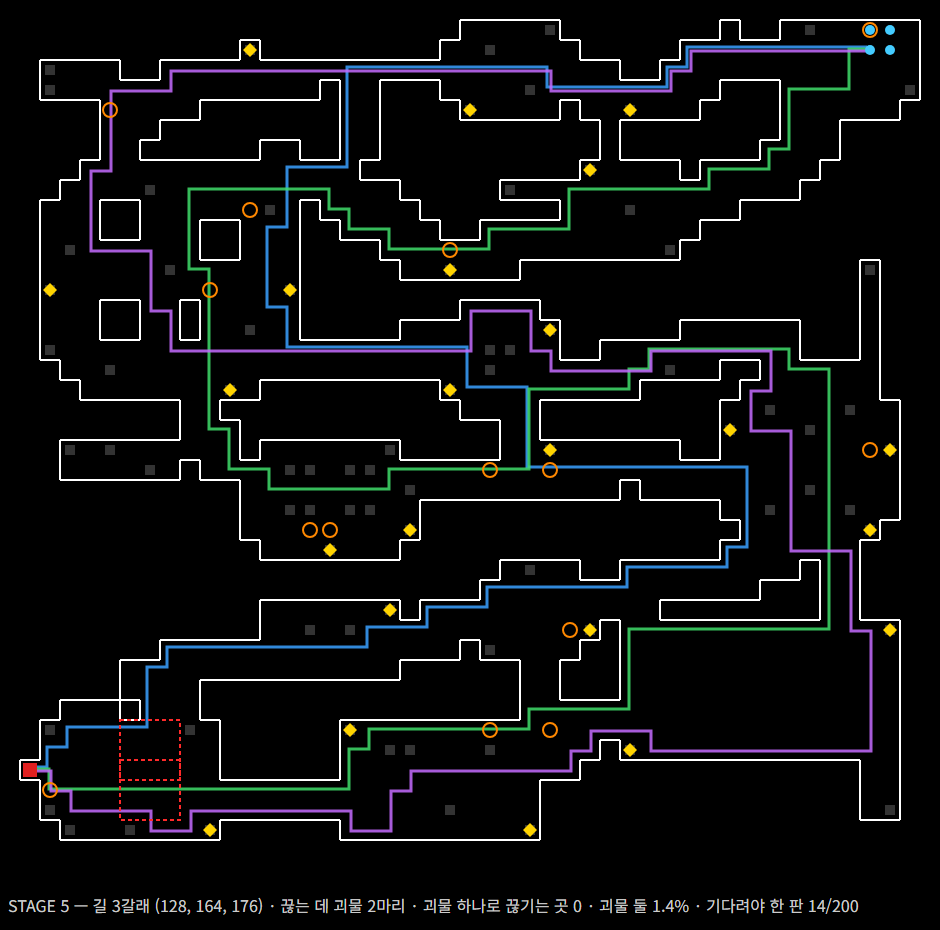 STAGE 5 — 길 3갈래 (128, 164, 176) · 끊는 데 괴물 2마리 · 괴물 하나로 끊기는 곳 0 · 괴물 둘 1.4% · 기다려야 한 판 14/200